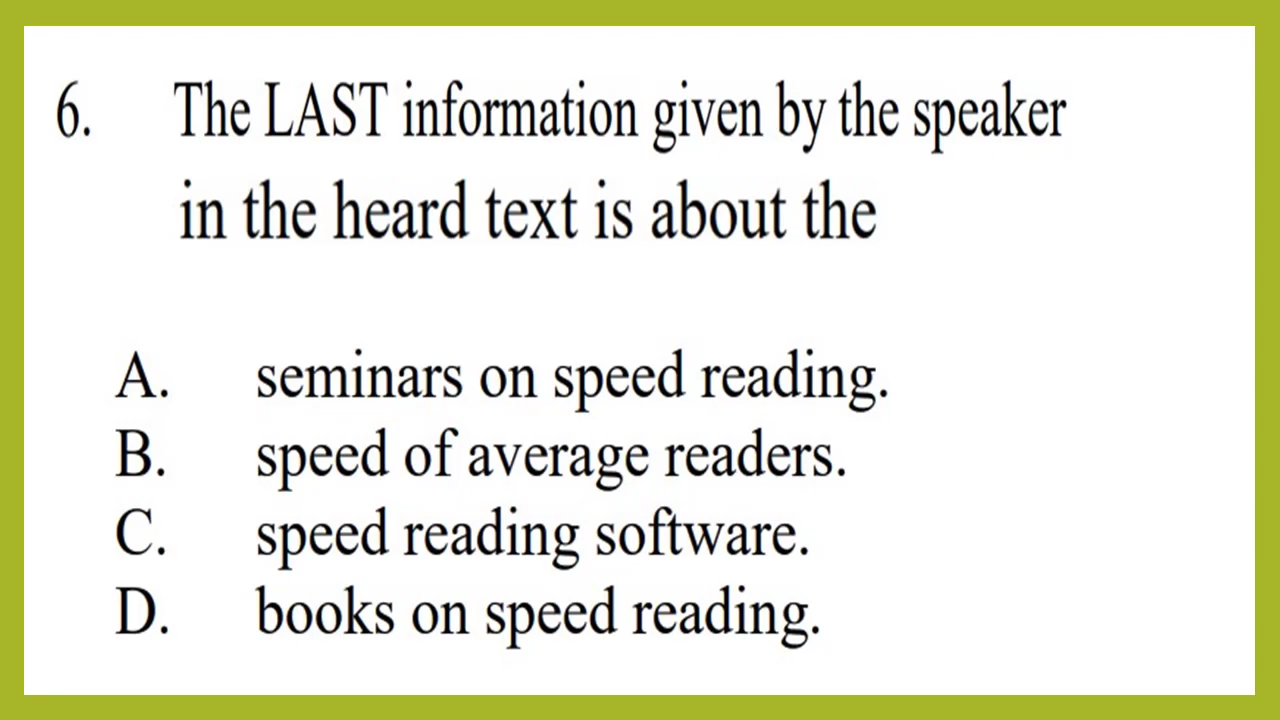 6. The LAST information given by the speaker
in the heard text is about the
A. seminars on speed reading.
B. speed of average readers.
C. speed reading software.
D. books on speed reading.